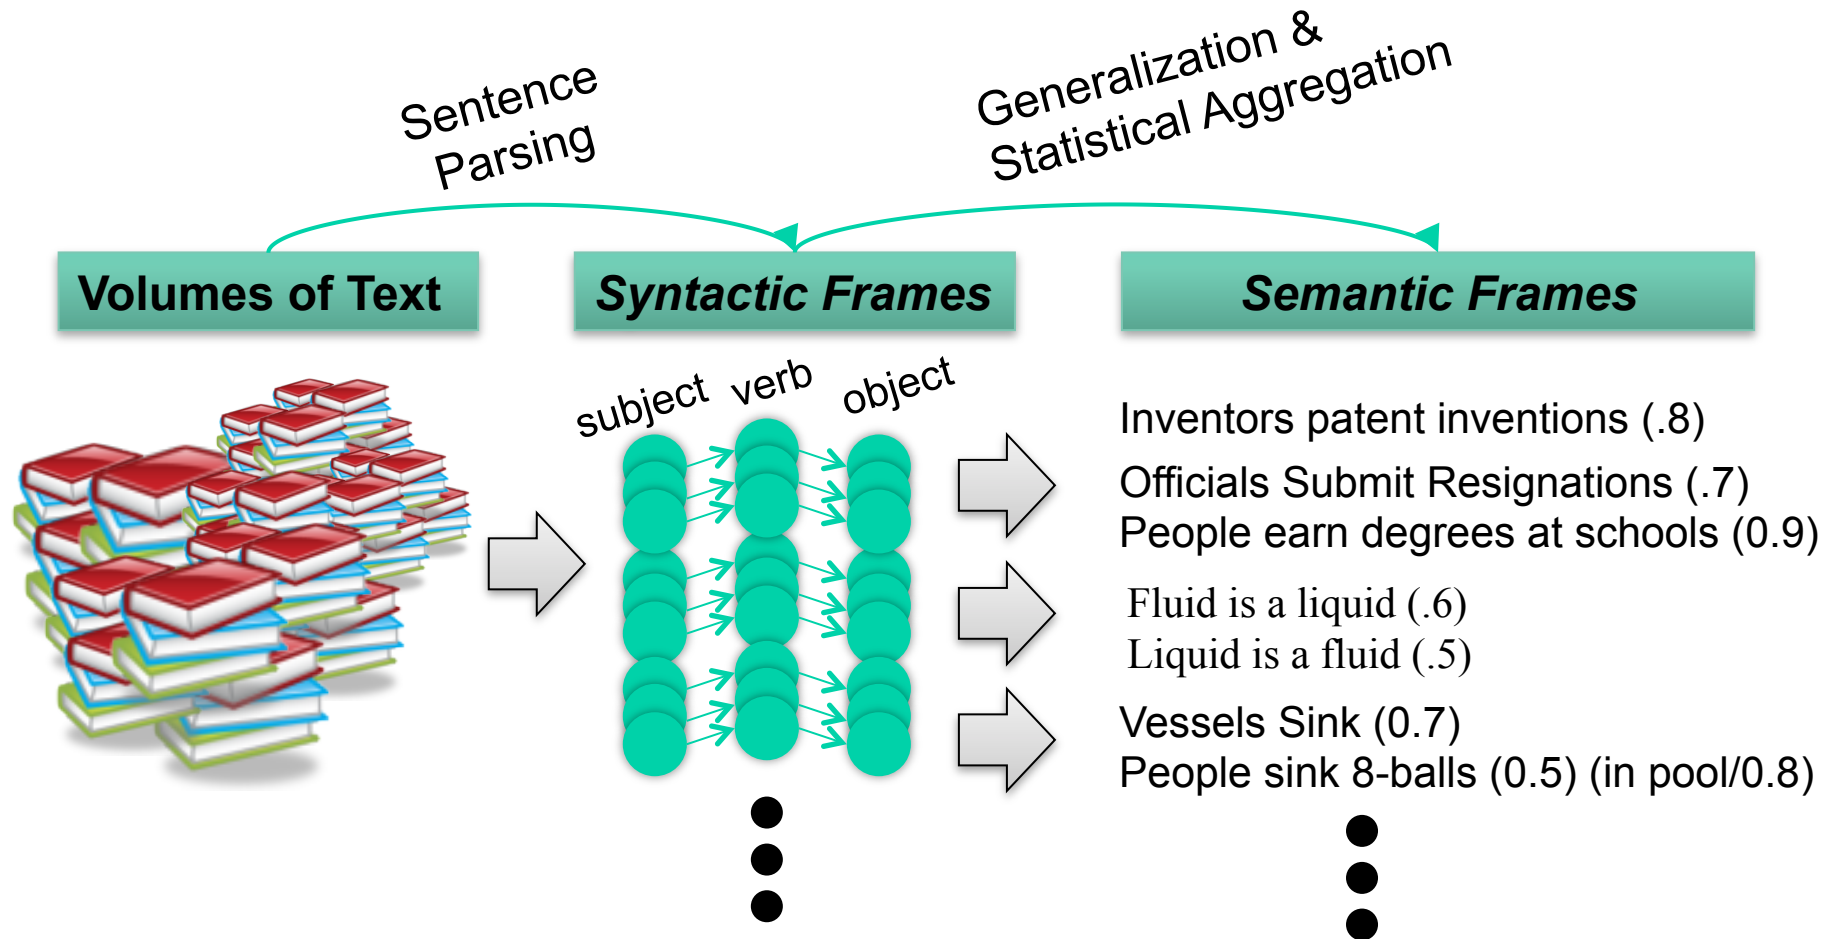 Sentence
Parsing
Generalization &
Statistical Aggregation
Volumes of Text
Syntactic Frames
Semantic Frames
subject verb object
Inventors patent inventions (.8)
Officials Submit Resignations (.7)
People earn degrees at schools (0.9)
Fluid is a liquid (.6)
Liquid is a fluid (.5)
Vessels Sink (0.7)
People sink 8-balls (0.5) (in pool/0.8)